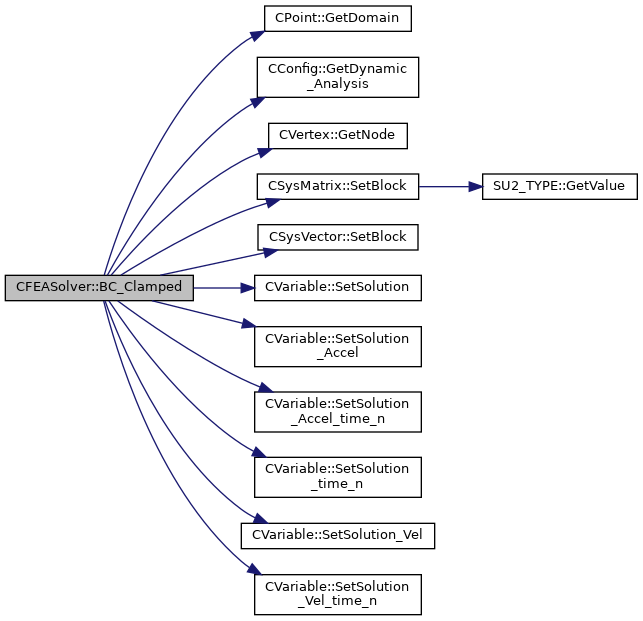 CPoint::GetDomain
CConfig::GetDynamic
_Analysis
CVertex::GetNode
CSysMatrix::SetBlock
SU2_TYPE::GetValue
CSysVector::SetBlock
CFEASolver::BC_Clamped
CVariable::SetSolution
CVariable::SetSolution
_Accel
CVariable::SetSolution
_Accel_time_n
CVariable::SetSolution
_time_n
CVariable::SetSolution_Vel
CVariable::SetSolution
_Vel_time_n